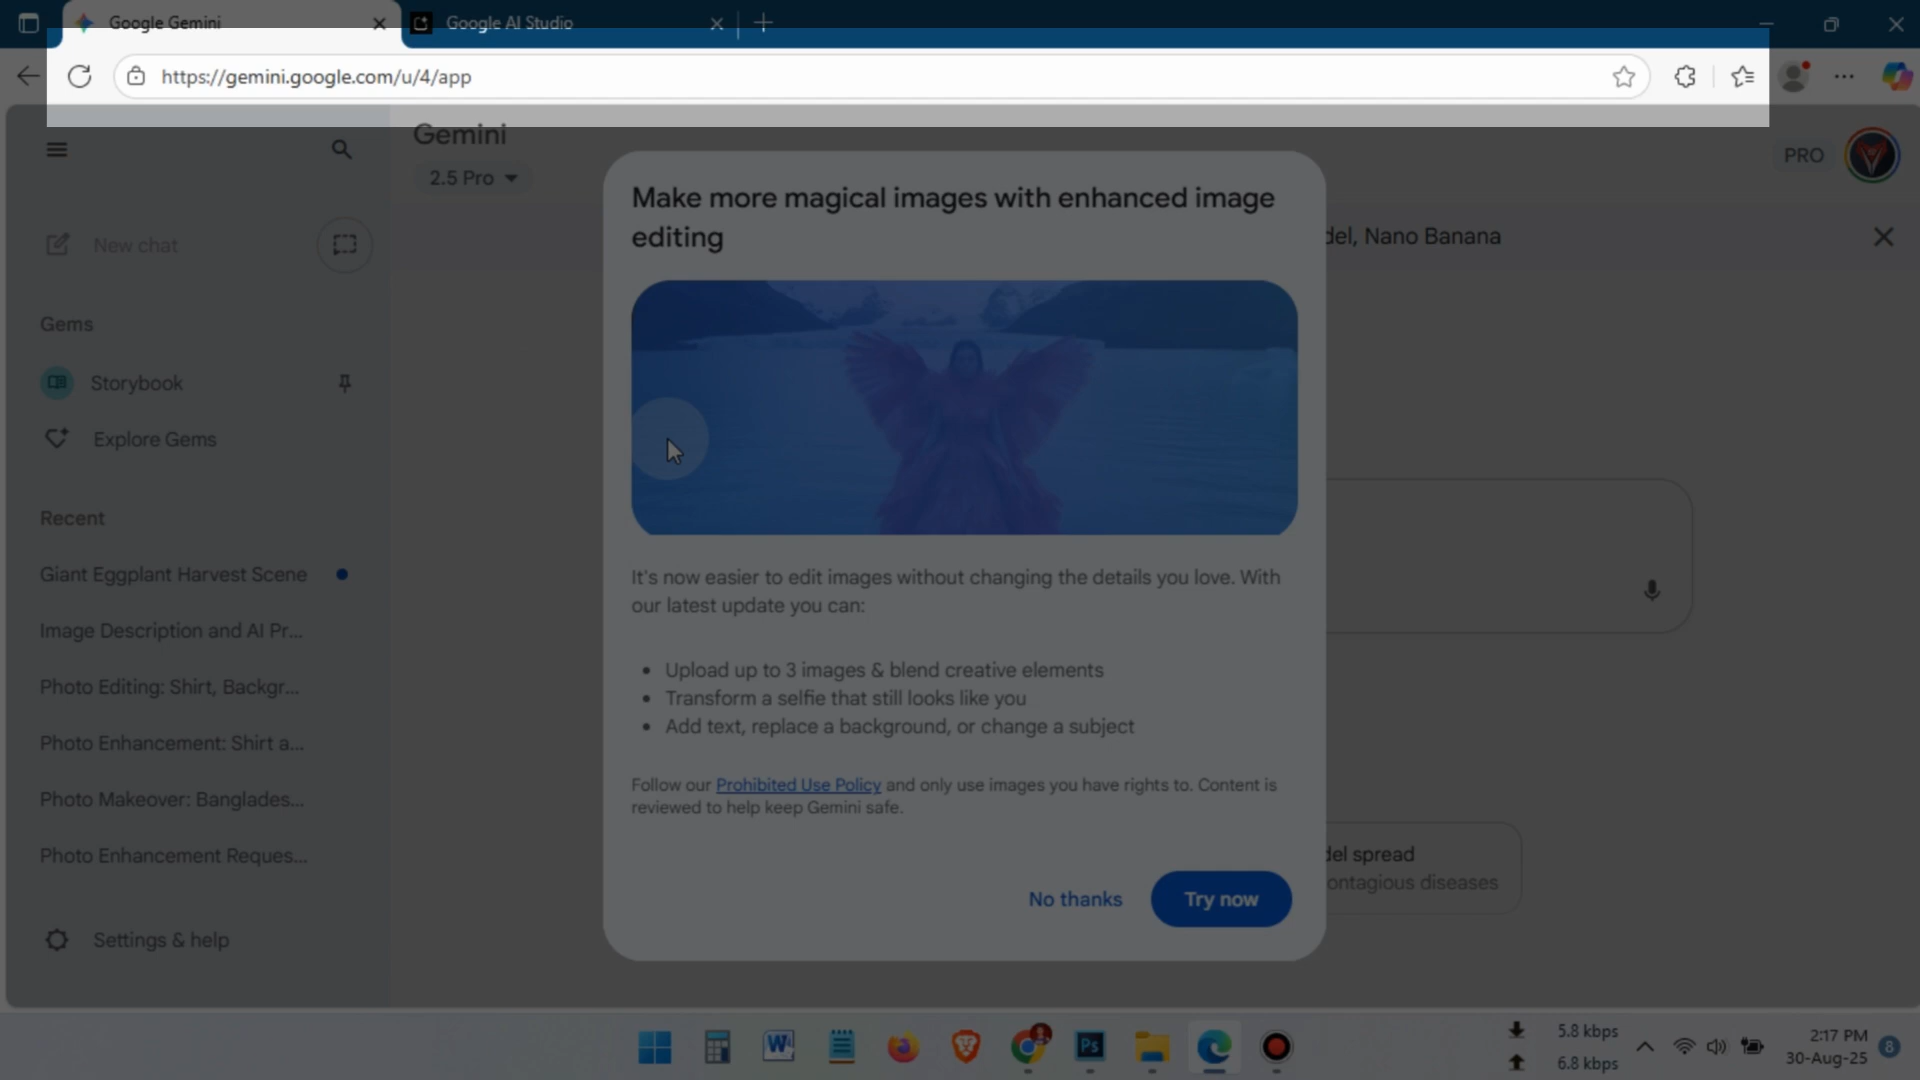 Google Gemini
Google AI Studio
https://gemini.google.com/u/4/app
Gemini
2.5 Pro
PRO
New chat
Gems
Storybook
Explore Gems
Recent
Giant Eggplant Harvest Scene
Image Description and AI Pr...
Photo Editing: Shirt, Backgr...
Photo Enhancement: Shirt a...
Photo Makeover: Banglades...
Photo Enhancement Reques...
Settings & help
Make more magical images with enhanced image
editing
del, Nano Banana
It's now easier to edit images without changing the details you love. With
our latest update you can:
• Upload up to 3 images & blend creative elements
• Transform a selfie that still looks like you
• Add text, replace a background, or change a subject
Follow our Prohibited Use Policy and only use images you have rights to. Content is
reviewed to help keep Gemini safe.
No thanks
Try now
del spread
ontagious diseases
Ps
5.8 kbps
6.8 kbps
2:17 PM
30-Aug-25
8